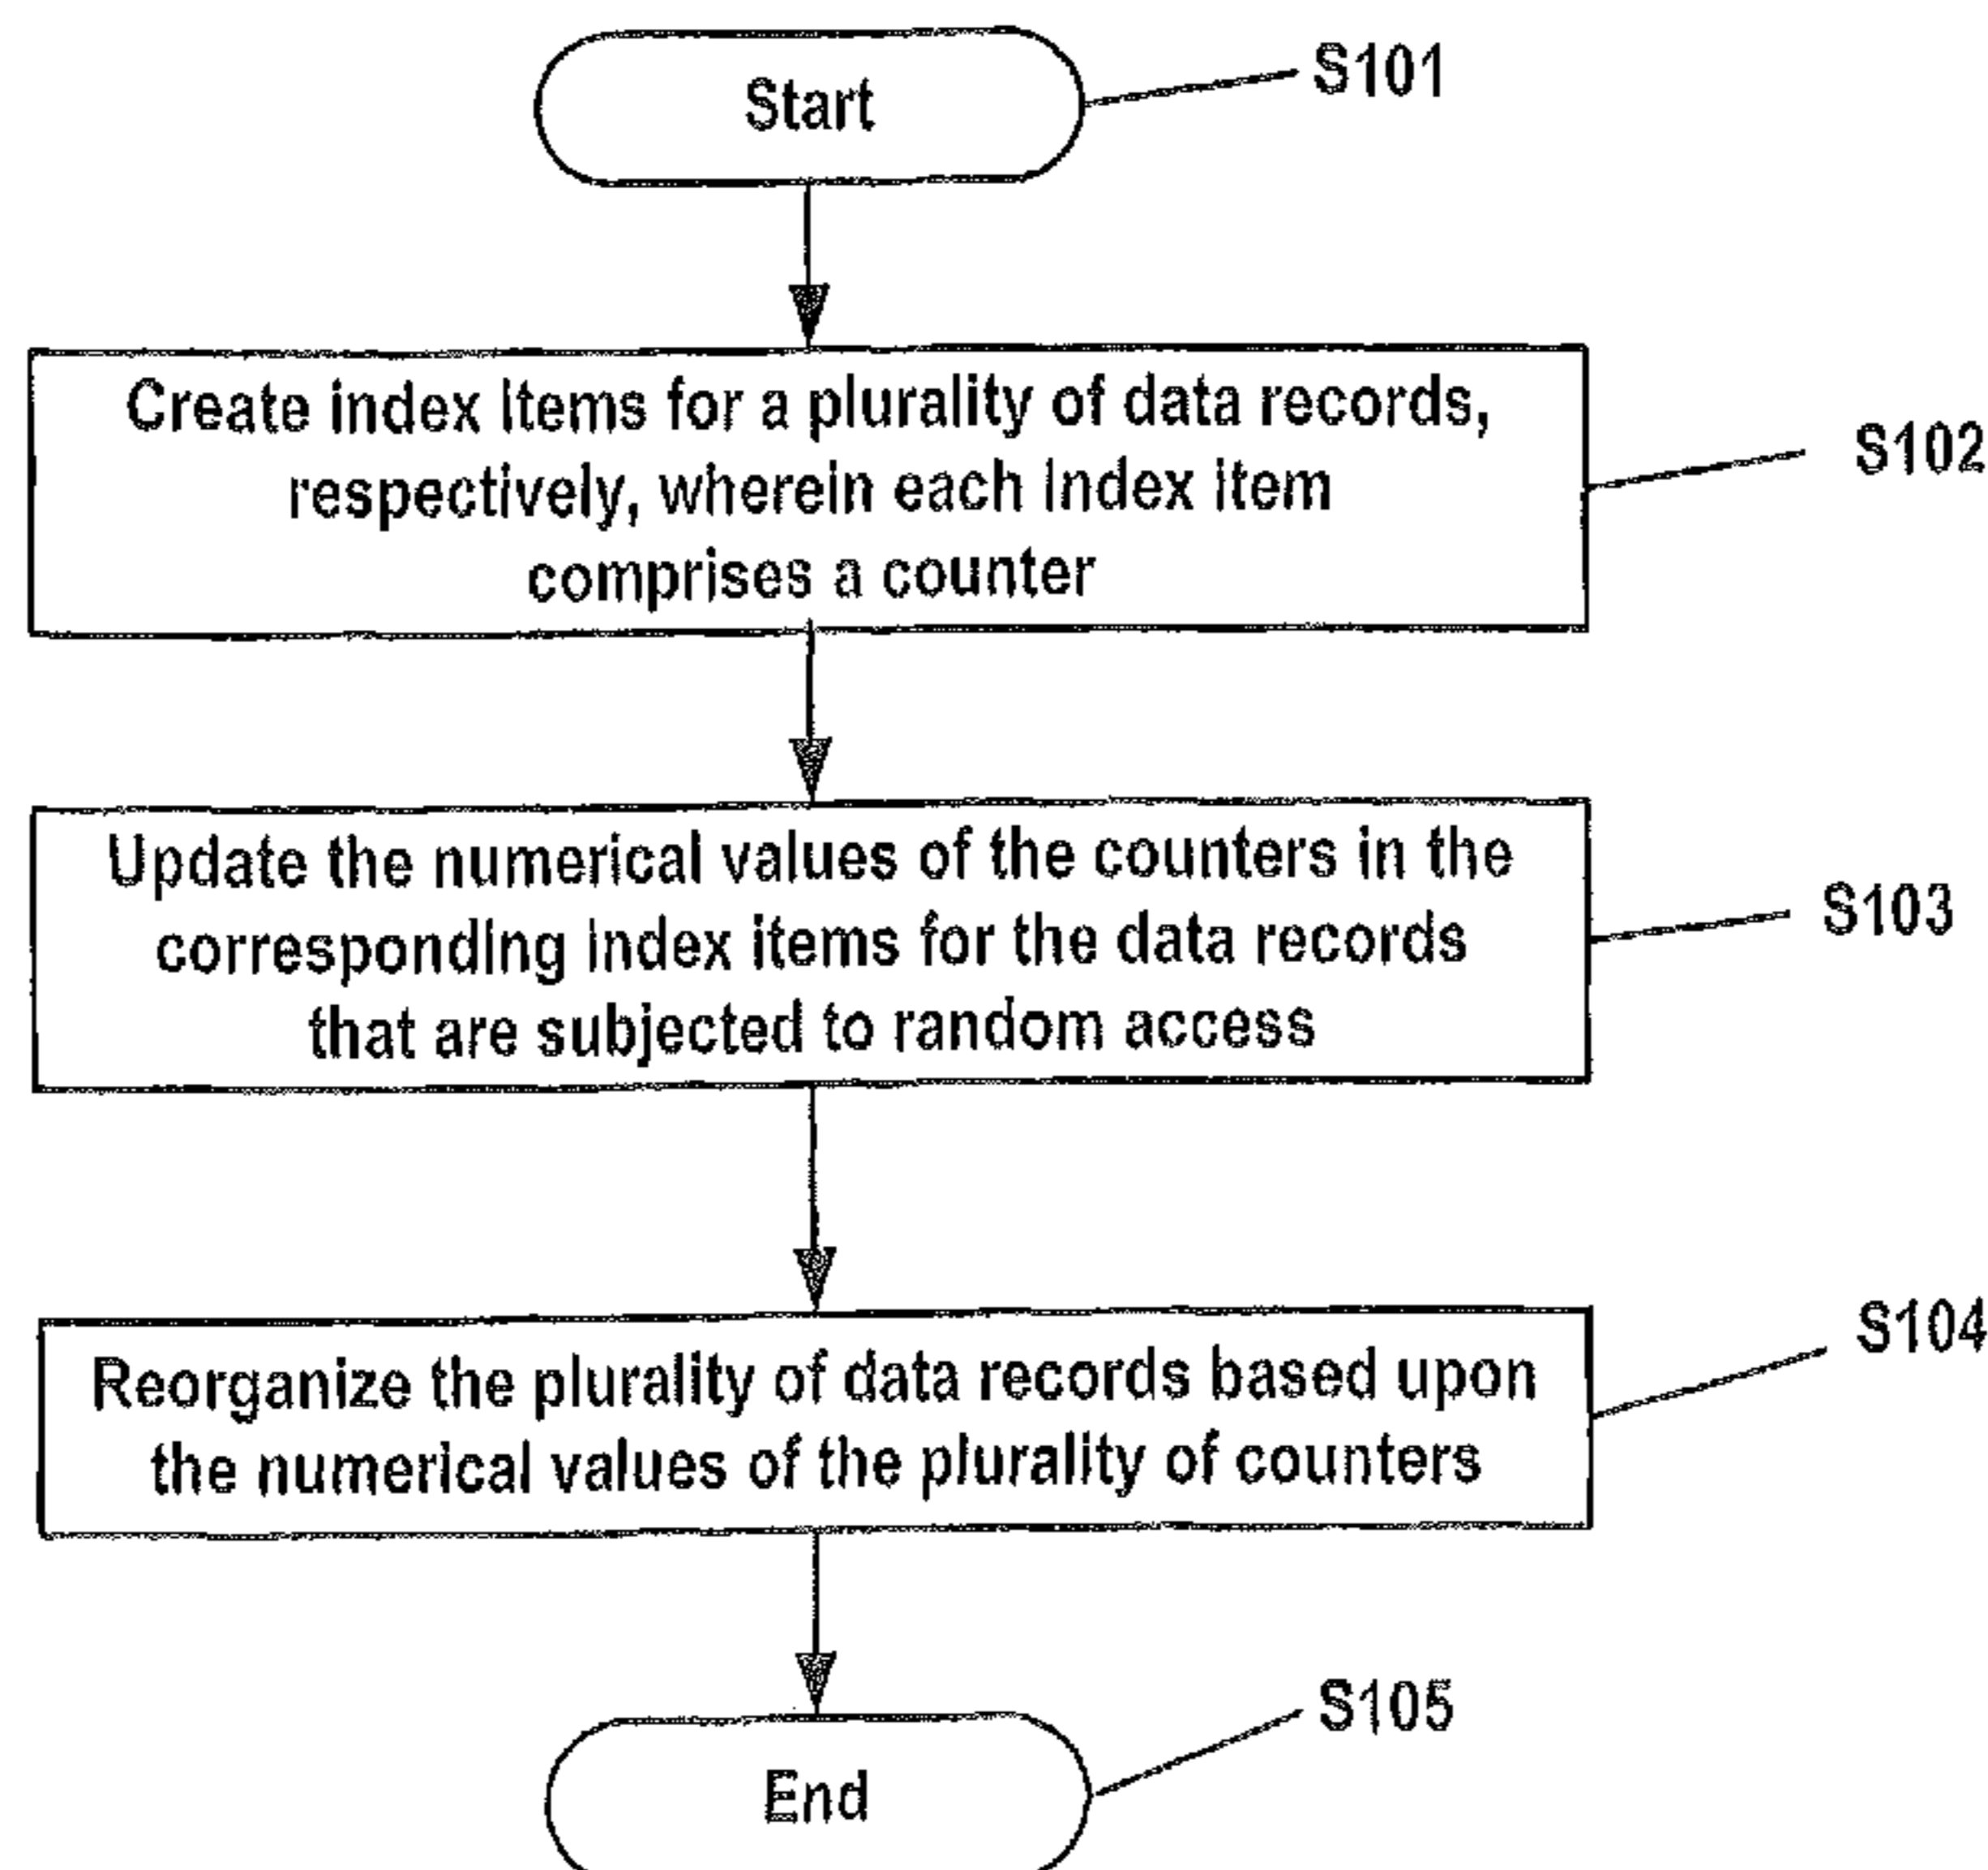 Start
S101
Create index items for a plurality of data records,
respectively, wherein each index item
comprises a counter
S102
Update the numerical values of the counters in the
corresponding index items for the data records
that are subjected to random access
S103
Reorganize the plurality of data records based upon
the numerical values of the plurality of counters
S104
End
S105